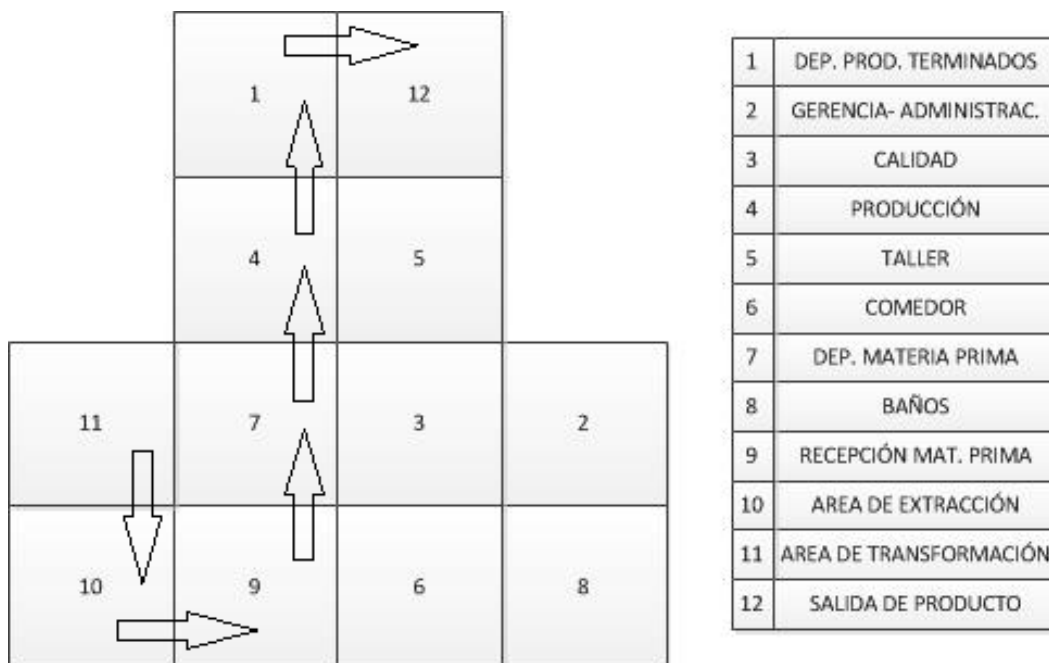 1 12
4 5
11 7 3 2
10 9 6 8
1 DEP. PROD. TERMINADOS
2 GERENCIA- ADMINISTRAC.
3 CALIDAD
4 PRODUCCIÓN
5 TALLER
6 COMEDOR
7 DEP. MATERIA PRIMA
8 BAÑOS
9 RECEPCIÓN MAT. PRIMA
10 AREA DE EXTRACCIÓN
11 AREA DE TRANSFORMACIÓN
12 SALIDA DE PRODUCTO